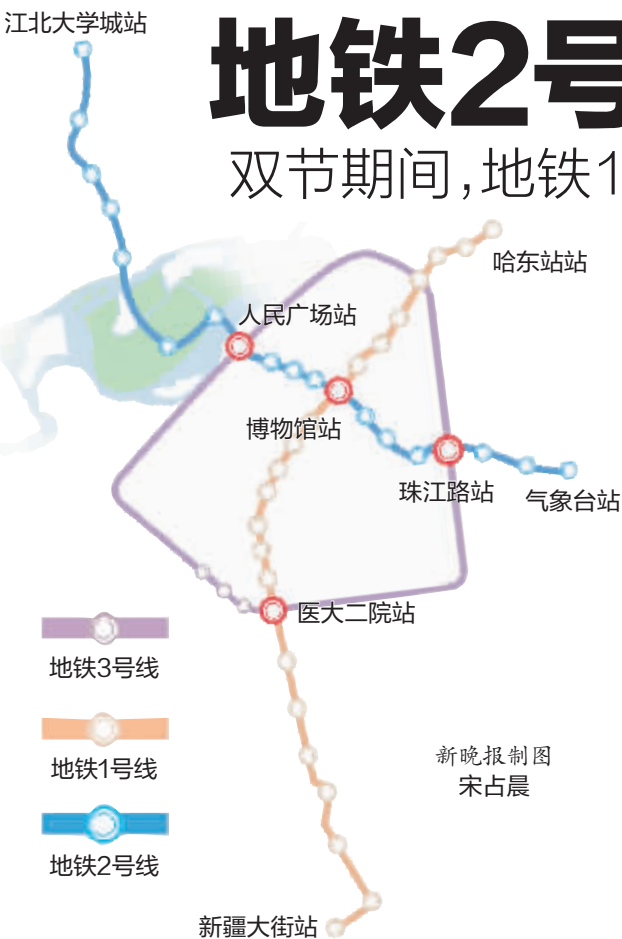 江北大学城站
地铁2号
双节期间,地铁1
哈东站站
人民广场站
博物馆站
珠江路站
气象台站
医大二院站
地铁3号线
地铁1号线
地铁2号线
新晚报制图
宋占晨
新疆大街站